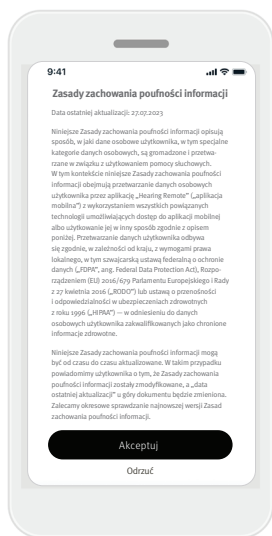 9:41
Zasady zachowania poufności informacji
Data ostatniej aktualizacji: 27.07.2023
Niniejsze Zasady zachowania poufności informacji opisują
sposób, w jaki dane osobowe użytkownika, w tym specjalne
kategorie danych osobowych, są gromadzone i przetwa-
rzane w związku z użytkowaniem pomocy słuchowych.
W tym kontekście niniejsze Zasady zachowania poufności
informacji obejmują przetwarzanie danych osobowych
użytkownika przez aplikację „Hearing Remote" („aplikacja
mobilna") z wykorzystaniem wszystkich powiązanych
technologii umożliwiających dostęp do aplikacji mobilnej
albo użytkowanie jej w inny sposób zgodnie z opisem
poniżej. Przetwarzanie danych użytkownika odbywa
się zgodnie, w zależności od kraju, z wymogami prawa
lokalnego, w tym szwajcarską ustawą federalną o ochronie
danych („FDPA", ang. Federal Data Protection Act), Rozpo-
rządzeniem (EU) 2016/679 Parlamentu Europejskiego i Rady
z 27 kwietnia 2016 („RODO") lub ustawą o przenośności
i odpowiedzialności w ubezpieczeniach zdrowotnych
z roku 1996 („HIPAA") — w odniesieniu do danych
osobowych użytkownika zakwalifikowanych jako chronione
informacje zdrowotne.
Niniejsze Zasady zachowania poufności informacji mogą
być od czasu do czasu aktualizowane. W takim przypadku
powiadomimy użytkownika o tym, że Zasady zachowania
poufności informacji zostały zmodyfikowane, a „data
ostatniej aktualizacji" u góry dokumentu będzie zmieniona.
Zalecamy okresowe sprawdzanie najnowszej wersji Zasad
zachowania poufności informacji.
Akceptuj
Odrzuć